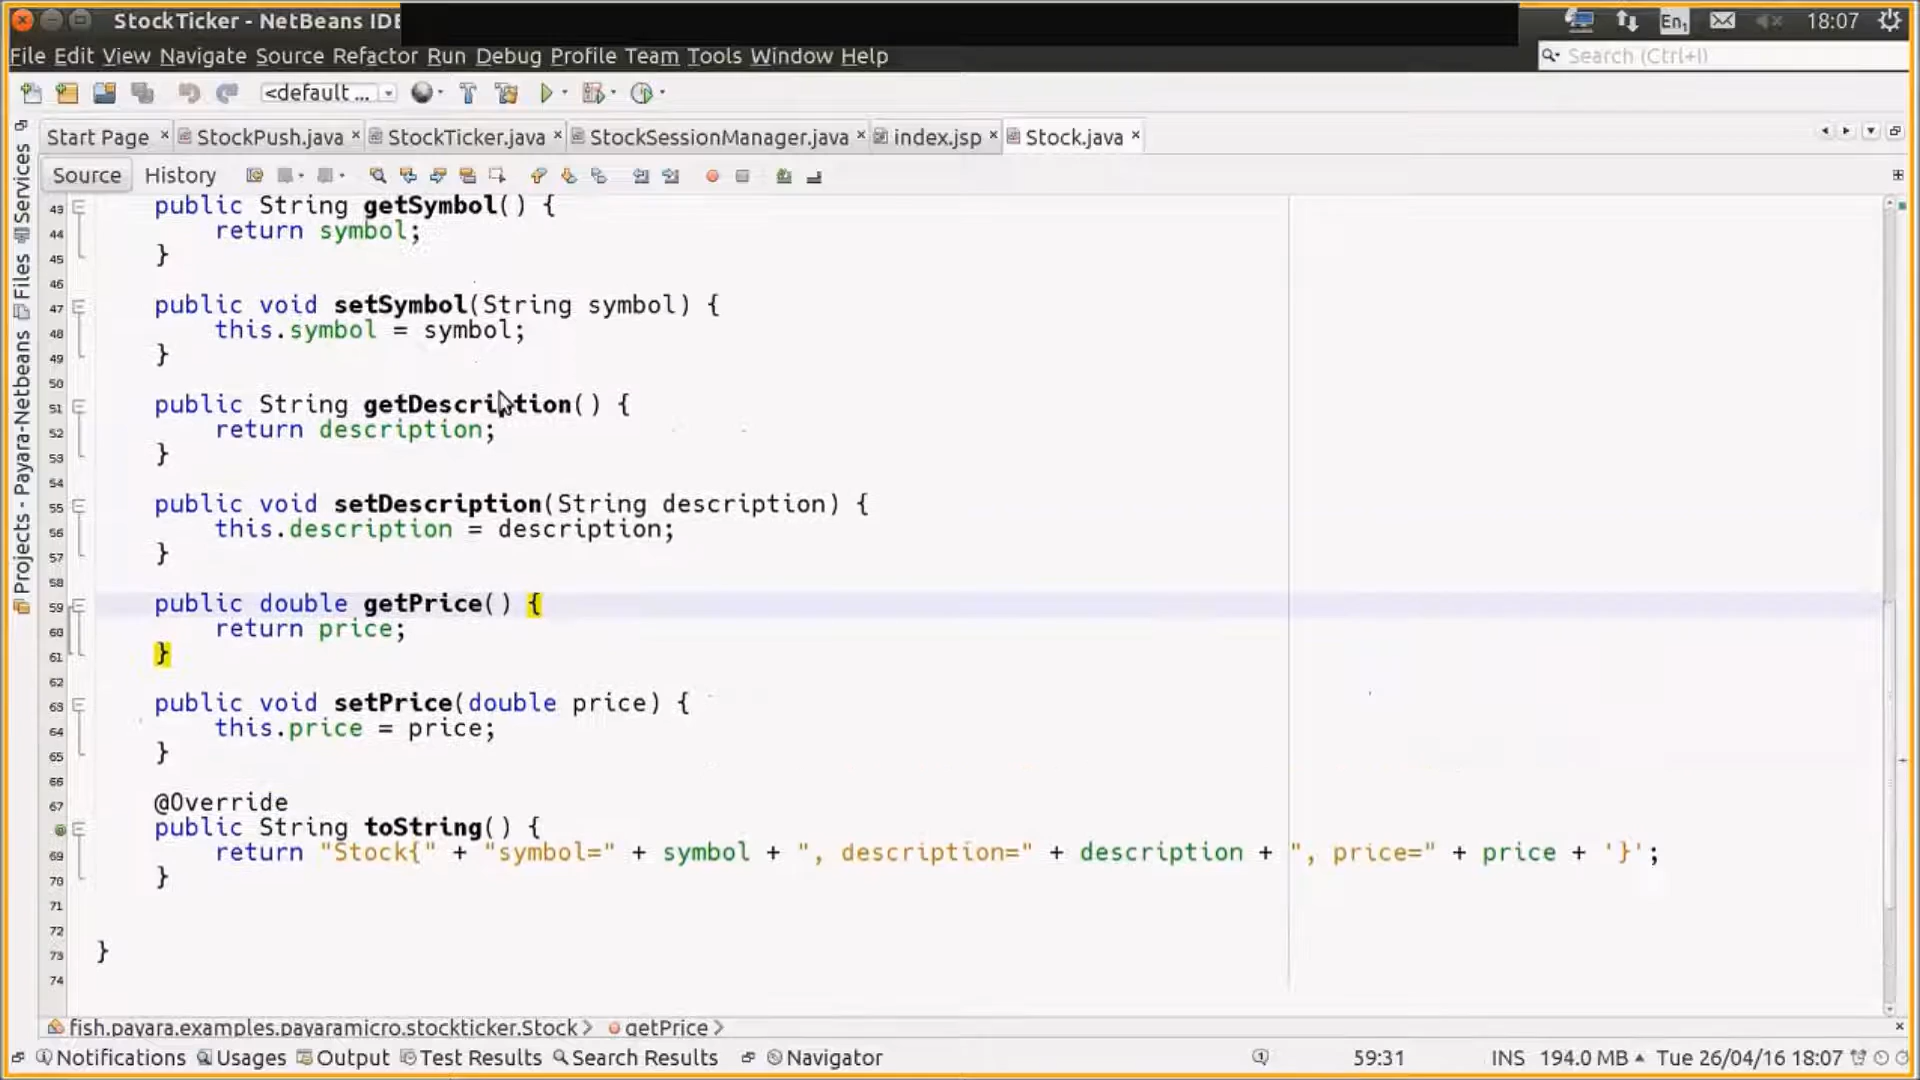 StockTicker - NetBeans IDE
En1
18:07
File Edit View Navigate Source Refactor Run Debug Profile Team Tools Window Help
Search (Ctrl+I)
<default ...
Start Page StockPush.java StockTicker.java StockSessionManager.java index.jsp Stock.java
Source History
43 public String getSymbol() {
44 return symbol;
45 }
46
47 public void setSymbol(String symbol) {
48 this.symbol = symbol;
49 }
50
51 public String getDescription() {
52 return description;
53 }
54
55 public void setDescription(String description) {
56 this.description = description;
57 }
58
59 public double getPrice() {
60 return price;
61 }
62
63 public void setPrice(double price) {
64 this.price = price;
65 }
66
67 @Override
public String toString() {
69 return "Stock{" + "symbol=" + symbol + ", description=" + description + ", price=" + price + '}';
70 }
71
72
73 }
74
Services
Files
Projects - Payara-Netbeans
fish.payara.examples.payaramicro.stockticker.Stock getPrice
Notifications Usages Output Test Results Search Results Navigator
59:31 INS 194.0 MB Tue 26/04/16 18:07